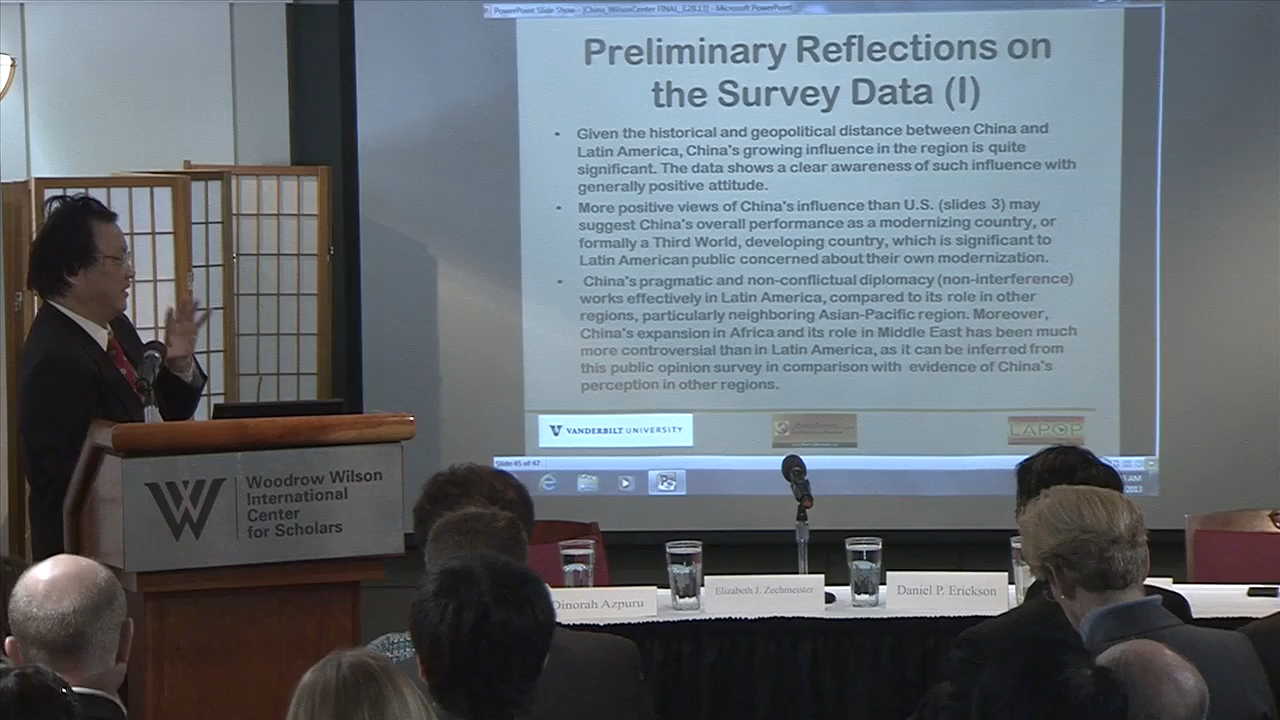 PowerPoint Slide Show - [China_WilsonCenter FINAL_3.29.13] - Microsoft PowerPoint
Preliminary Reflections on
the Survey Data (I)
• Given the historical and geopolitical distance between China and
Latin America, China's growing influence in the region is quite
significant. The data shows a clear awareness of such influence with
generally positive attitude.
• More positive views of China's influence than U.S. (slides 3) may
suggest China's overall performance as a modernizing country, or
formally a Third World, developing country, which is significant to
Latin American public concerned about their own modernization.
• China's pragmatic and non-conflictual diplomacy (non-interference)
works effectively in Latin America, compared to its role in other
regions, particularly neighboring Asian-Pacific region. Moreover,
China's expansion in Africa and its role in Middle East has been much
more controversial than in Latin America, as it can be inferred from
this public opinion survey in comparison with evidence of China's
perception in other regions.
V VANDERBILT UNIVERSITY
LAPOP
Slide 45 of 47
AM
2013
W
Woodrow Wilson
International
Center
for Scholars
Dinorah Azpuru
Elizabeth J. Zechmeister
Daniel P. Erickson